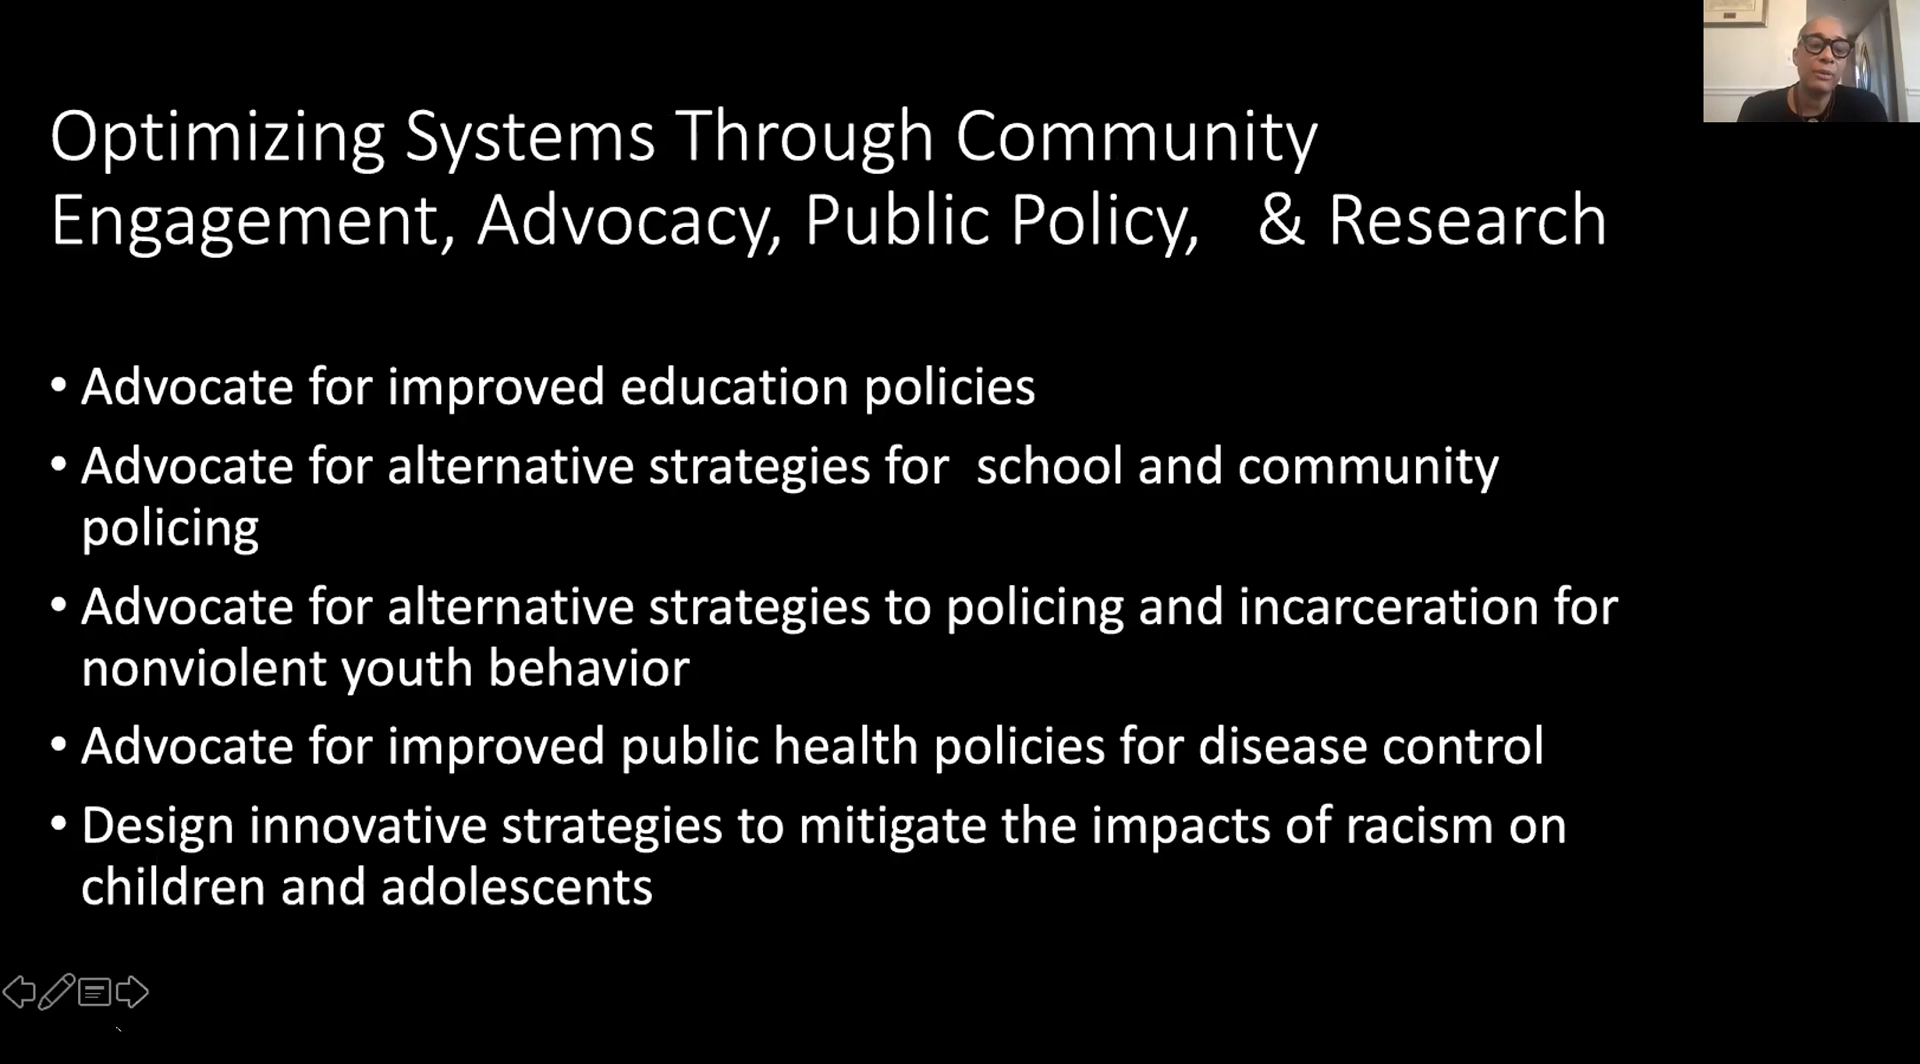 Optimizing Systems Through Community
Engagement, Advocacy, Public Policy,   & Research
• Advocate for improved education policies
• Advocate for alternative strategies for  school and community
policing
• Advocate for alternative strategies to policing and incarceration for
nonviolent youth behavior
• Advocate for improved public health policies for disease control
• Design innovative strategies to mitigate the impacts of racism on
children and adolescents